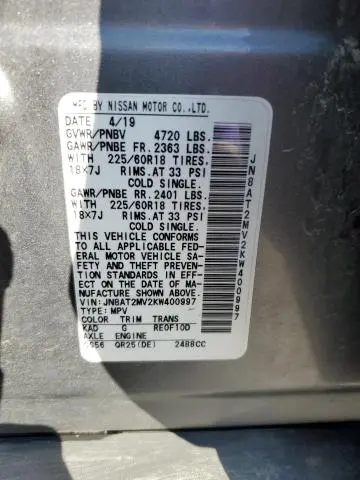 MFD BY NISSAN MOTOR CO.,LTD.
DATE 4/19
GVWR/PNBV 4720 LBS.
GAWR/PNBE FR. 2363 LBS.
WITH 225/60R18 TIRES.
18X7J RIMS.AT 33 PSI
COLD SINGLE.
GAWR/PNBE RR. 2401 LBS.
WITH 225/60R18 TIRES.
18X7J RIMS.AT 33 PSI
COLD SINGLE.
THIS VEHICLE CONFORMS
TO ALL APPLICABLE FED-
ERAL MOTOR VEHICLE SA-
FETY AND THEFT PREVEN-
TION STANDARDS IN EFF-
ECT ON THE DATE OF MA-
NUFACTURE SHOWN ABOVE.
VIN: JN8AT2MV2KW400997
TYPE: MPV
COLOR TRIM TRANS
KAD G RE0F10D
AXLE ENGINE
QR25(DE) 2488CC
JN8AT2MV2KW400997